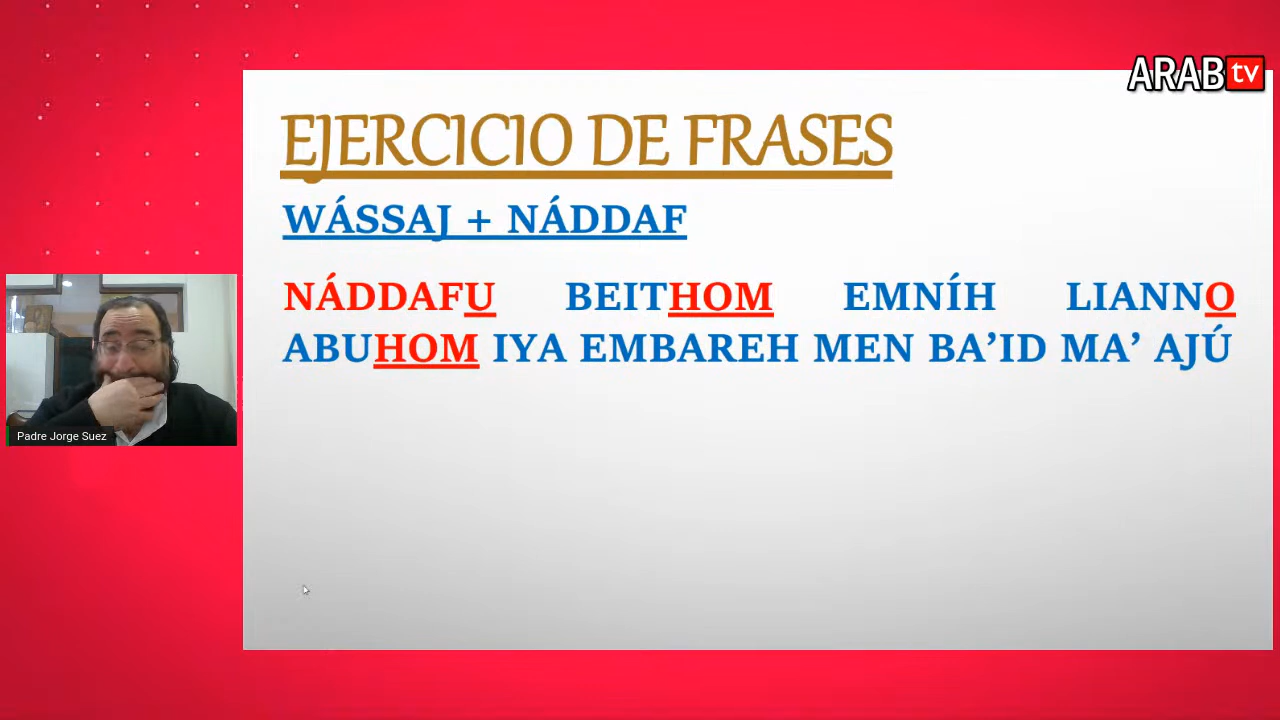 ARAB tv
EJERCICIO DE FRASES
WÁSSAJ + NÁDDAF
NÁDDAFU BEITHOM EMNÍH LIANNO
ABUHOM IYA EMBAREH MEN BA’ID MA’ AJÚ
Padre Jorge Suez